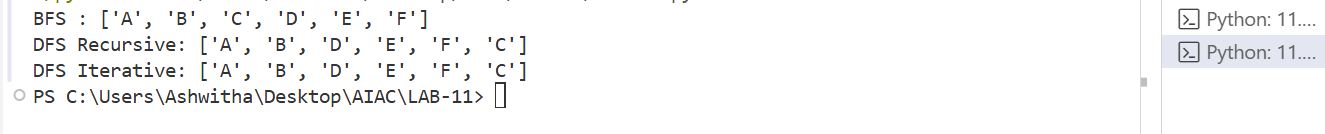 BFS : ['A', 'B', 'C', 'D', 'E', 'F']
DFS Recursive: ['A', 'B', 'D', 'E', 'F', 'C']
DFS Iterative: ['A', 'B', 'D', 'E', 'F', 'C']
PS C:\Users\Ashwitha\Desktop\AIAC\LAB-11>
Python: 11....
Python: 11....